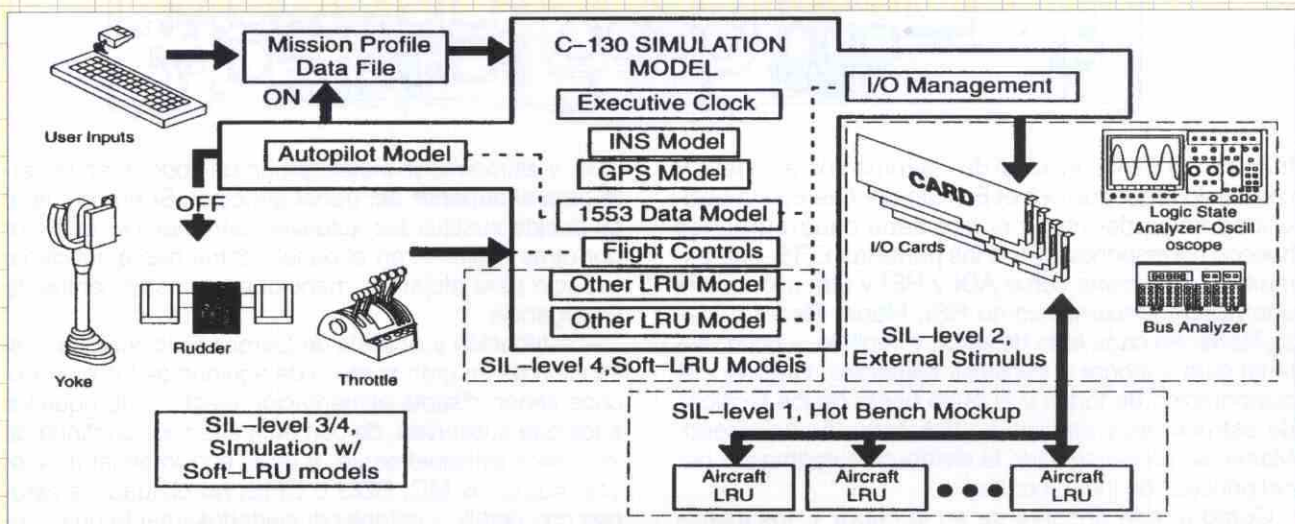 Mission Profile
Data File
ON
User Inputs
OFF
Autopilot Model
C–130 SIMULATION
MODEL
Executive Clock
INS Model
GPS Model
1553 Data Model
Flight Controls
Other LRU Model
Other LRU Model
SIL–level 4,Soft–LRU Models
I/O Management
CARD
I/O Cards
Logic State
Analyzer–Oscill
oscope
Bus Analyzer
SIL–level 2,
External Stimulus
Yoke
Rudder
Throttle
SIL–level 3/4,
Simulation w/
Soft–LRU models
SIL–level 1, Hot Bench Mockup
Aircraft
LRU
Aircraft
LRU
Aircraft
LRU